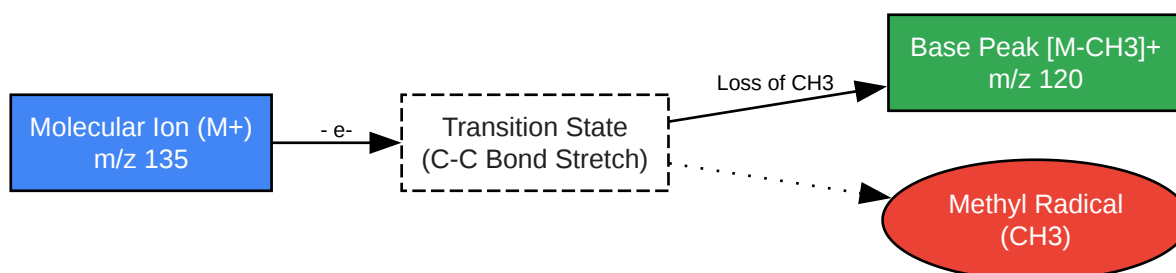 Molecular Ion (M+)
m/z 135
- e-
Transition State
(C-C Bond Stretch)
Loss of CH3
Base Peak [M-CH3]+
m/z 120
Methyl Radical
(CH3)